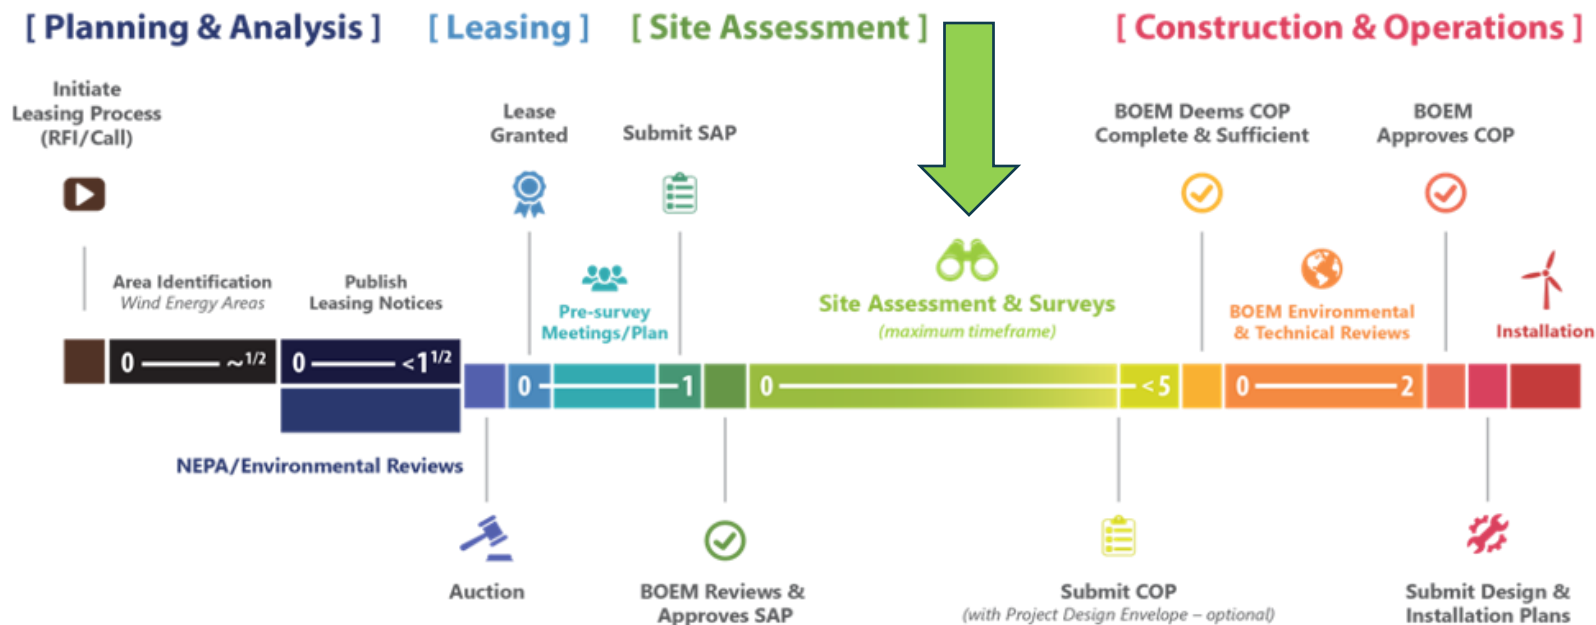 [ Planning & Analysis ]
[ Leasing ]
[ Site Assessment ]
[ Construction & Operations ]
Initiate
Leasing Process
(RFI/Call)
Lease
Granted
Submit SAP
BOEM Deems COP
Complete & Sufficient
BOEM
Approves COP
Area Identification
Wind Energy Areas
Publish
Leasing Notices
Pre-survey
Meetings/Plan
Site Assessment & Surveys
(maximum timeframe)
BOEM Environmental
& Technical Reviews
Installation
0 ~1/2
0 <1 1/2
0 1
0 <5
0 2
NEPA/Environmental Reviews
Auction
BOEM Reviews &
Approves SAP
Submit COP
(with Project Design Envelope – optional)
Submit Design &
Installation Plans